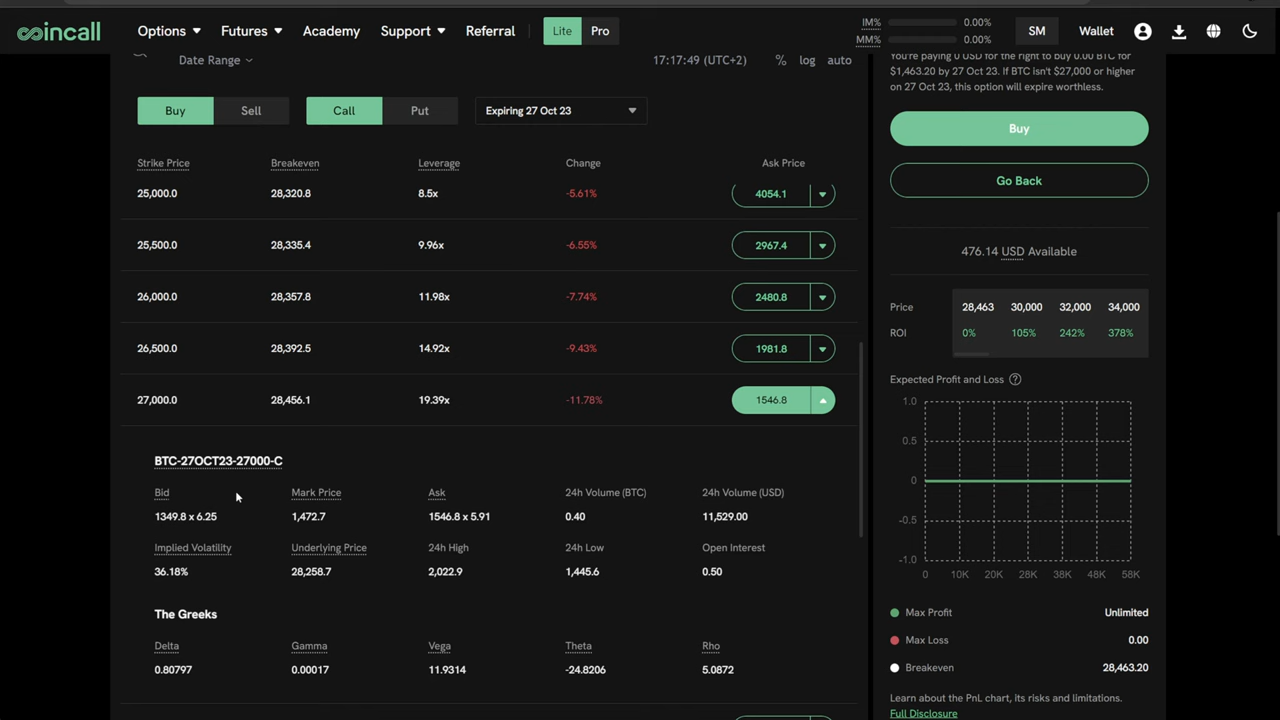 coincall Options Futures Academy Support Referral Lite Pro IM% 0.00% MM% 0.00% SM Wallet
Date Range 17:17:49 (UTC+2) % log auto
Buy Sell Call Put Expiring 27 Oct 23
Strike Price Breakeven Leverage Change Ask Price
25,000.0 28,320.8 8.5x -5.61% 4054.1
25,500.0 28,335.4 9.96x -6.55% 2967.4
26,000.0 28,357.8 11.98x -7.74% 2480.8
26,500.0 28,392.5 14.92x -9.43% 1981.8
27,000.0 28,456.1 19.39x -11.78% 1546.8
BTC-27OCT23-27000-C
Bid Mark Price Ask 24h Volume (BTC) 24h Volume (USD)
1349.8 x 6.25 1,472.7 1546.8 x 5.91 0.40 11,529.00
Implied Volatility Underlying Price 24h High 24h Low Open Interest
36.18% 28,258.7 2,022.9 1,445.6 0.50
The Greeks
Delta Gamma Vega Theta Rho
0.80797 0.00017 11.9314 -24.8206 5.0872
You're paying 0 USD for the right to buy 0.00 BTC for
$1,463.20 by 27 Oct 23. If BTC isn't $27,000 or higher
on 27 Oct 23, this option will expire worthless.
Buy
Go Back
476.14 USD Available
Price 28,463 30,000 32,000 34,000
ROI 0% 105% 242% 378%
Expected Profit and Loss ?
1.0
0.5
0
-0.5
-1.0
0 10K 20K 28K 38K 48K 58K
Max Profit Unlimited
Max Loss 0.00
Breakeven 28,463.20
Learn about the PnL chart, its risks and limitations.
Full Disclosure